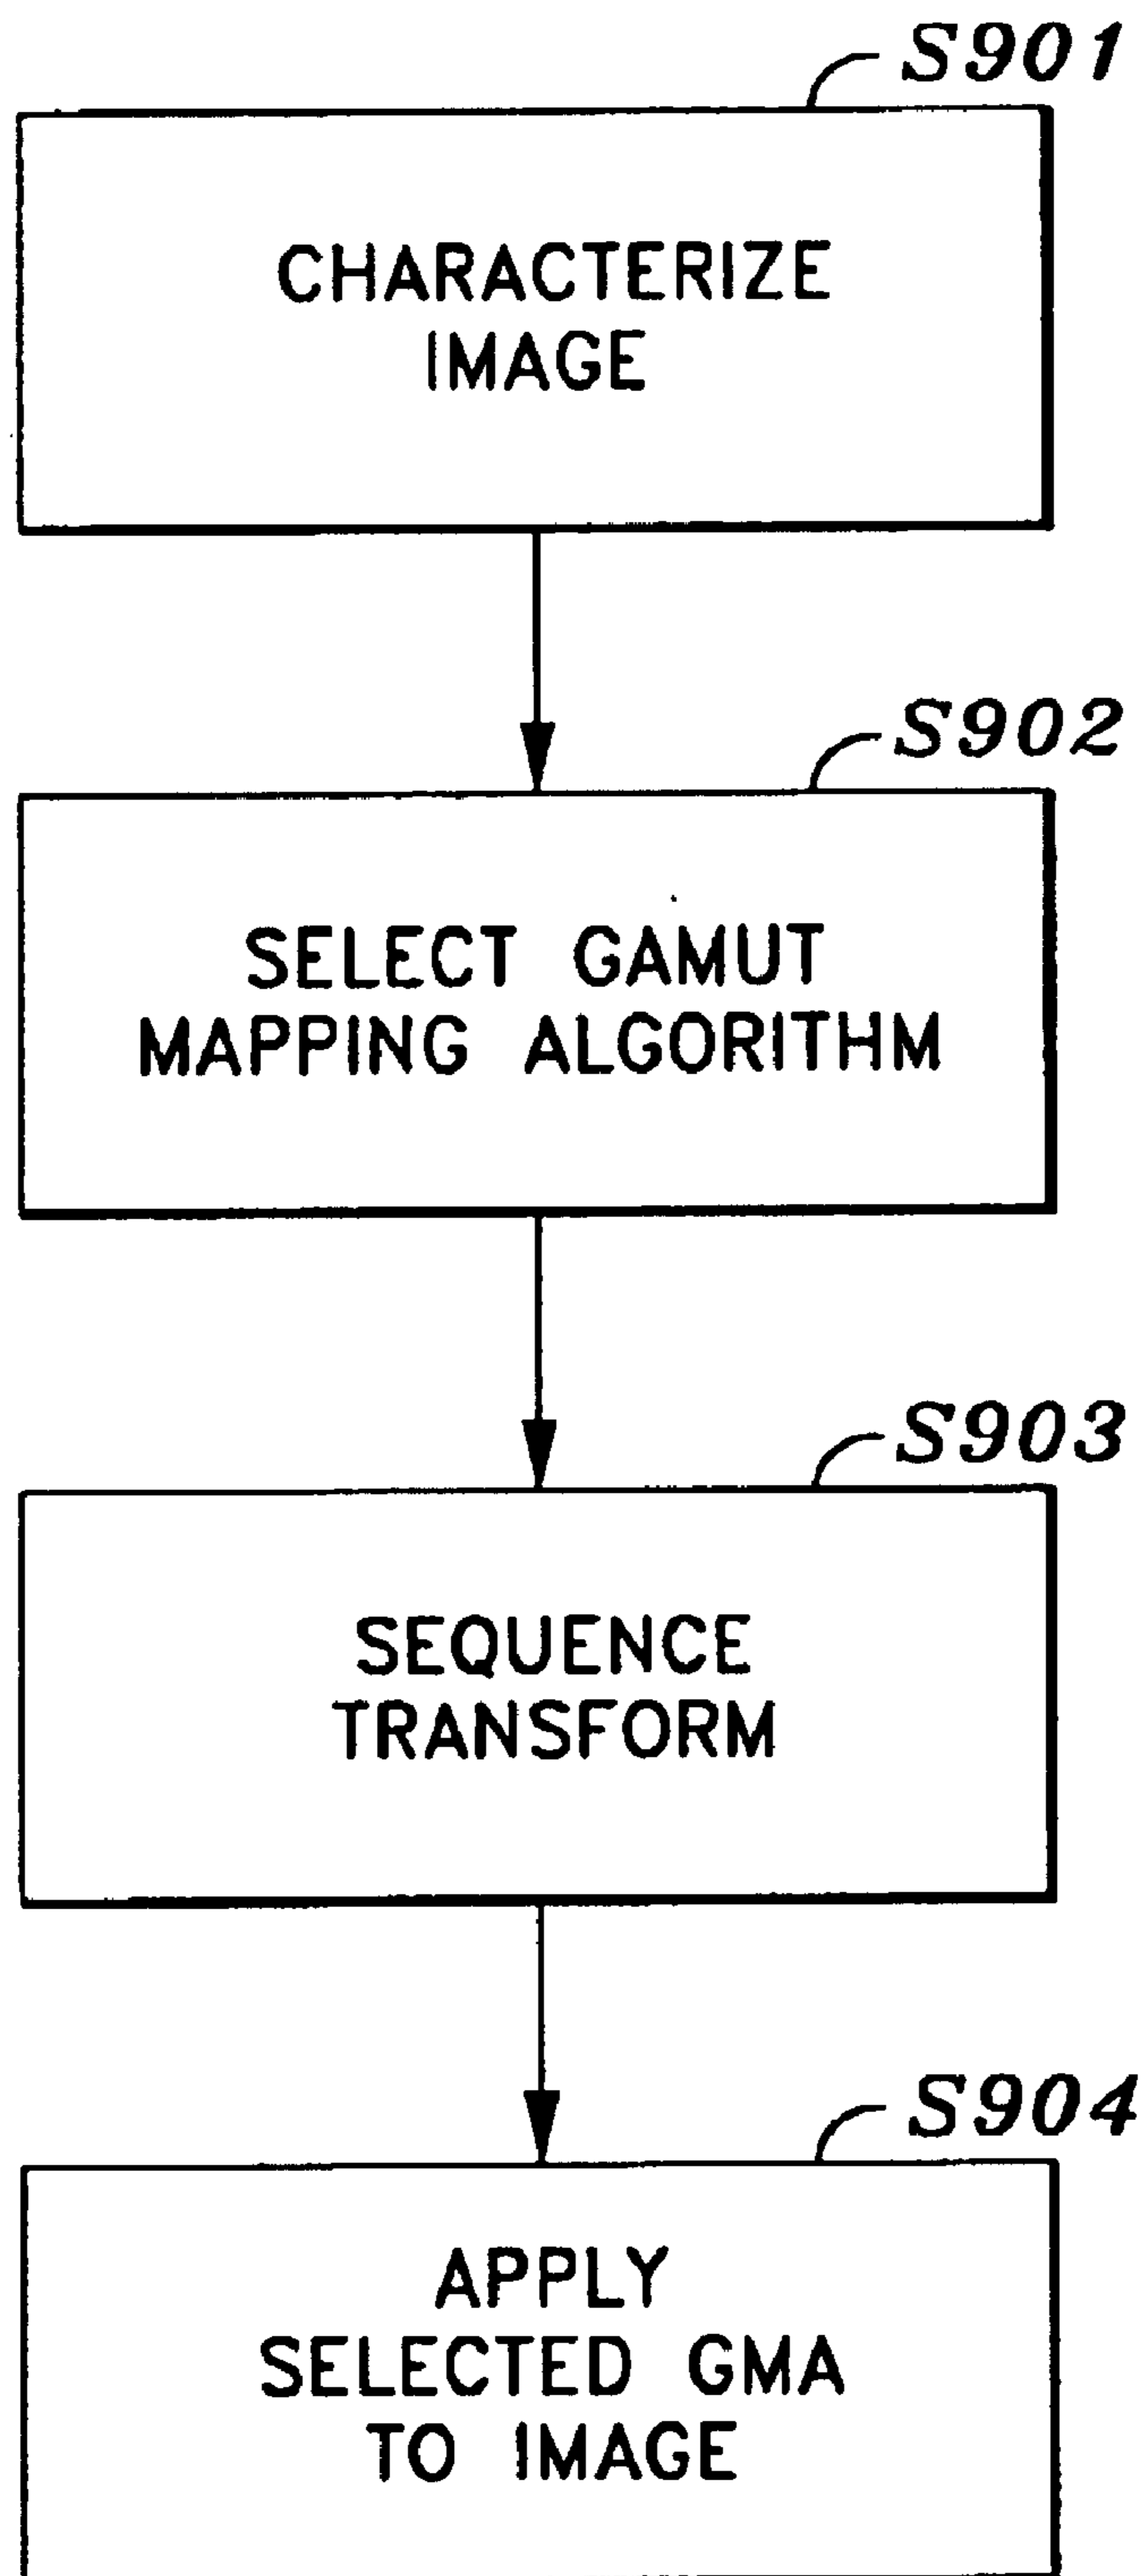 S901
CHARACTERIZE
IMAGE
S902
SELECT GAMUT
MAPPING ALGORITHM
S903
SEQUENCE
TRANSFORM
S904
APPLY
SELECTED GMA
TO IMAGE